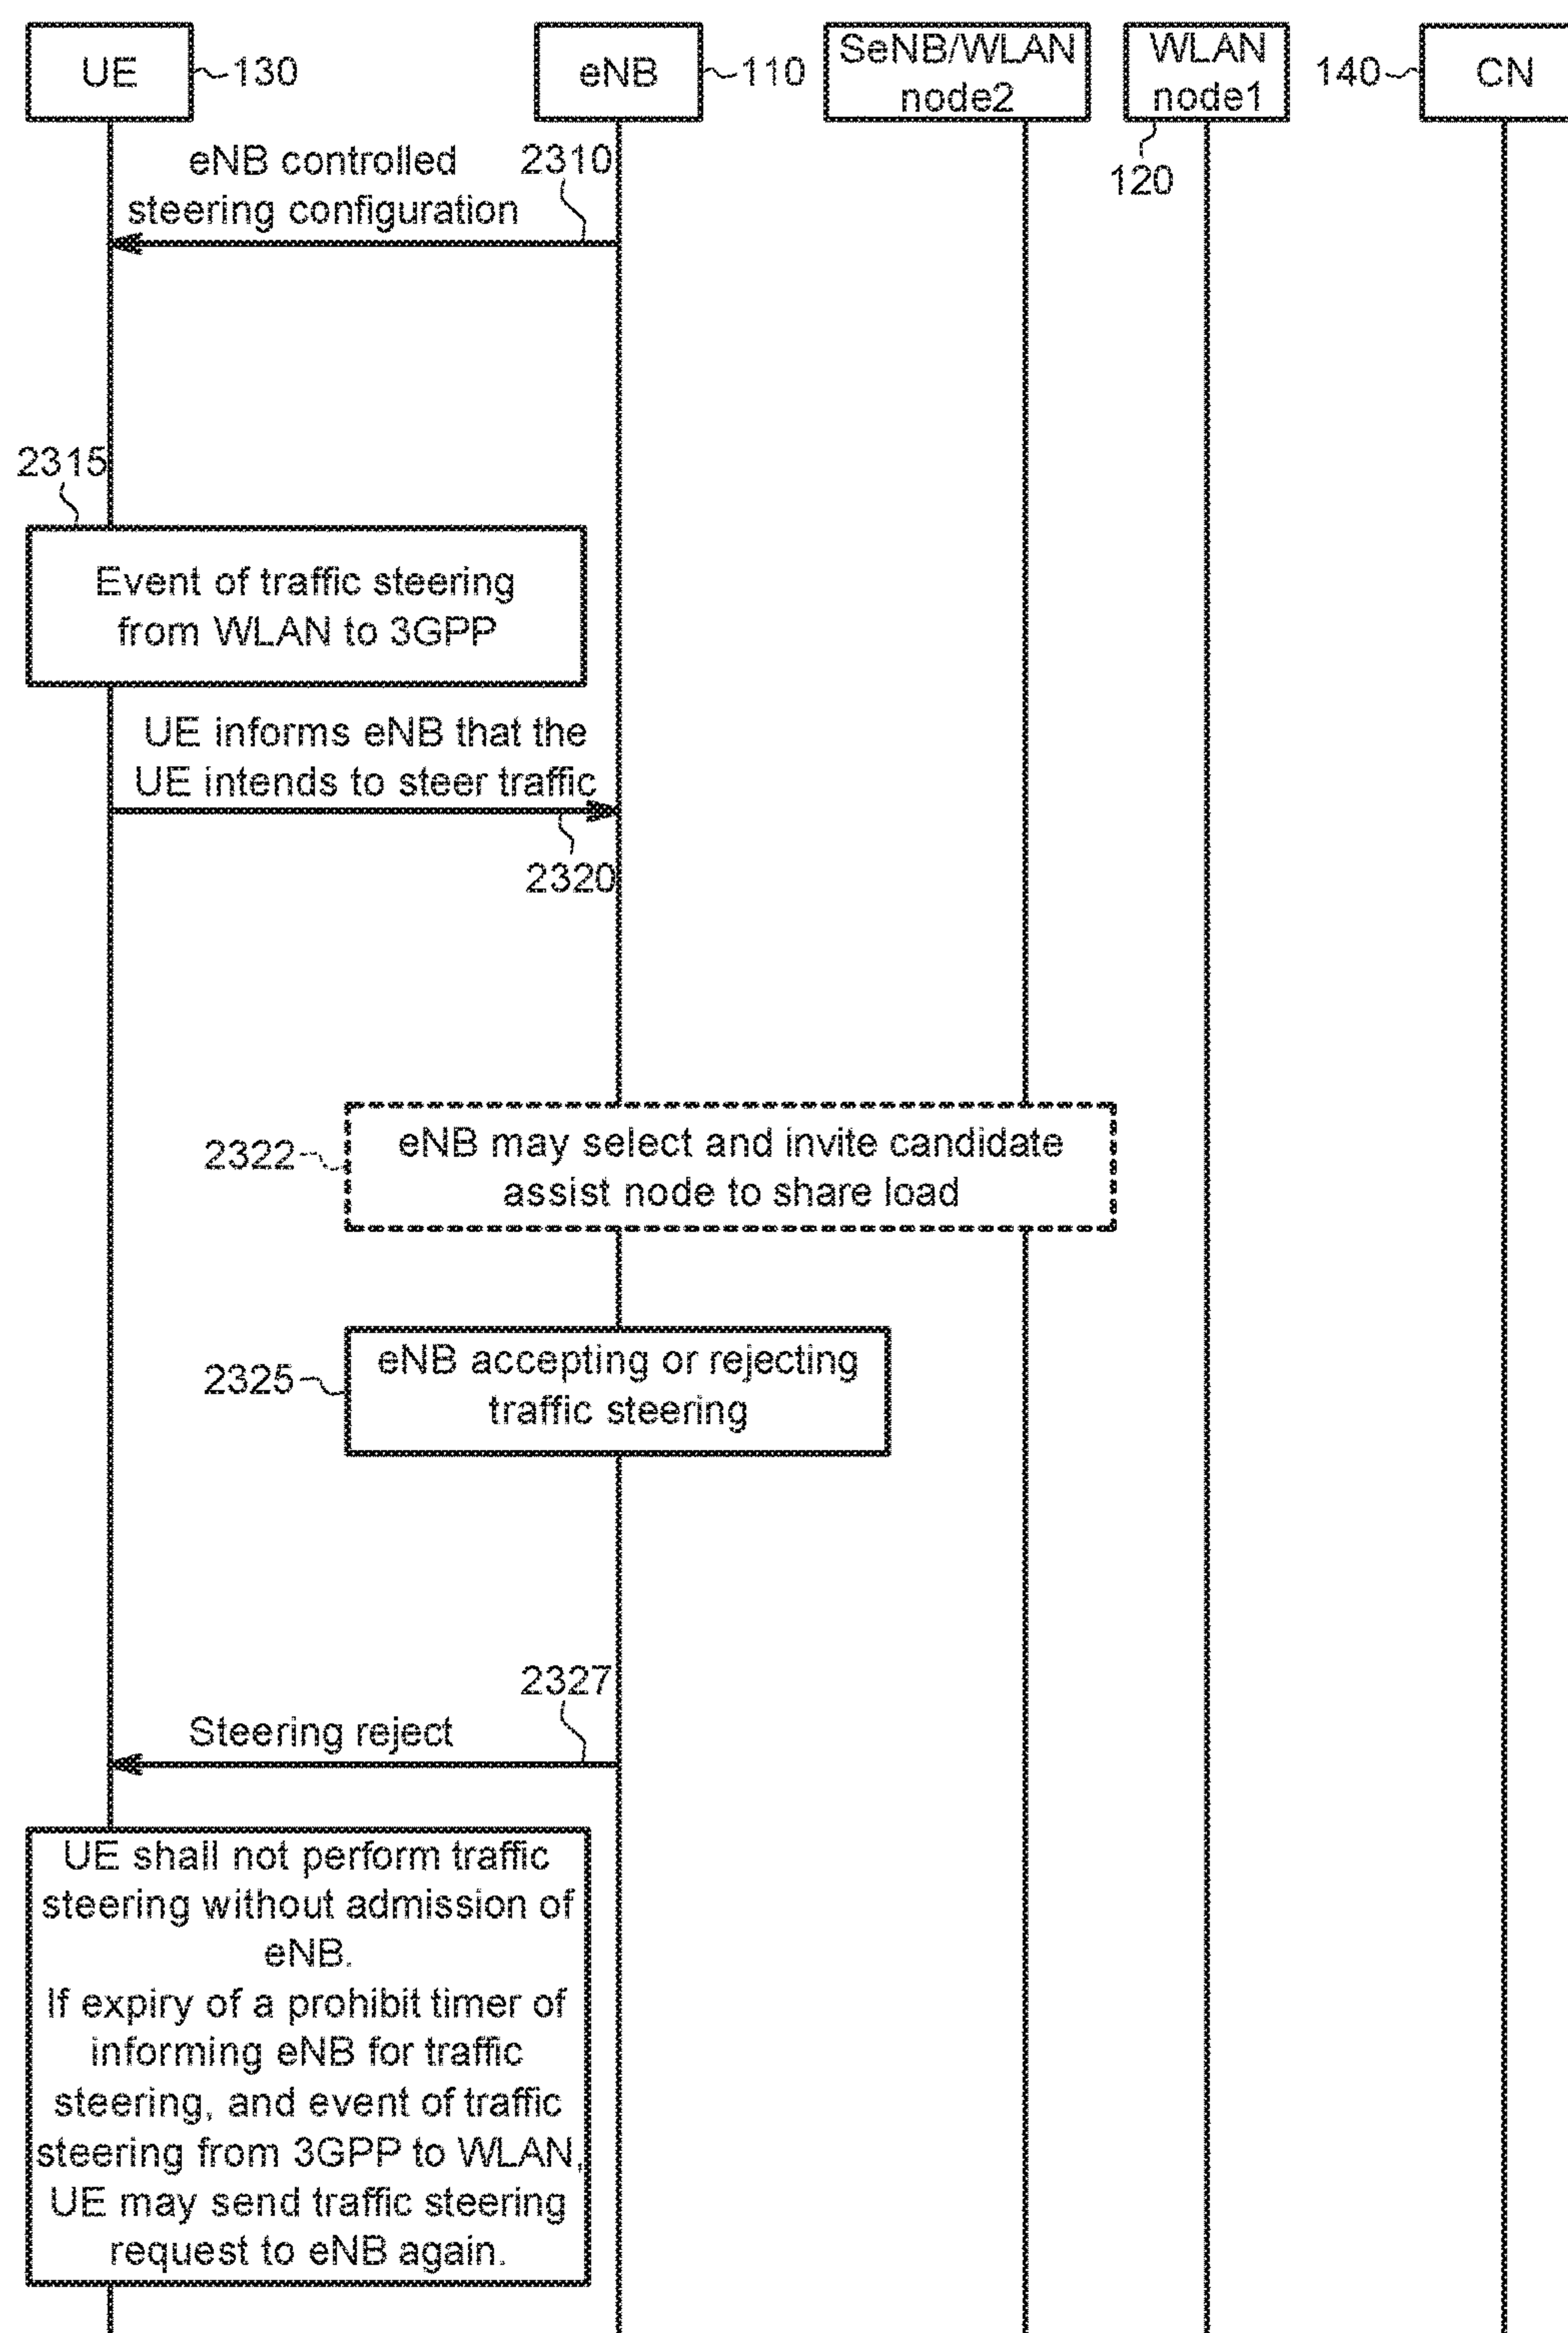 UE
130
eNB
110
SeNB/WLAN
node2
WLAN
node1
120
140
CN
eNB controlled
steering configuration
2310
2315
Event of traffic steering
from WLAN to 3GPP
UE informs eNB that the
UE intends to steer traffic
2320
2322
eNB may select and invite candidate
assist node to share load
2325
eNB accepting or rejecting
traffic steering
2327
Steering reject
UE shall not perform traffic
steering without admission of
eNB.
If expiry of a prohibit timer of
informing eNB for traffic
steering, and event of traffic
steering from 3GPP to WLAN,
UE may send traffic steering
request to eNB again.